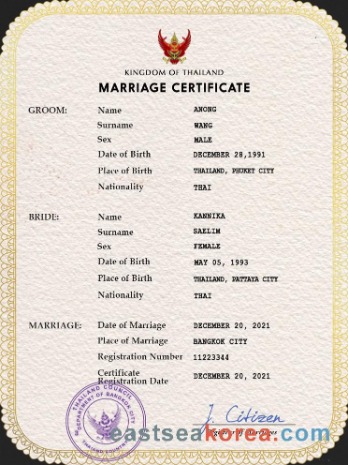 KINGDOM OF THAILAND
MARRIAGE CERTIFICATE
GROOM: Name ANONG
Surname WANG
Sex MALE
Date of Birth DECEMBER 28,1991
Place of Birth THAILAND, PHUKET CITY
Nationality THAI
BRIDE: Name KANNIKA
Surname SAELIM
Sex FEMALE
Date of Birth MAY 05, 1993
Place of Birth THAILAND, PATTAYA CITY
Nationality THAI
MARRIAGE: Date of Marriage DECEMBER 20, 2021
Place of Marriage BANGKOK CITY
Registration Number 11223344
Certificate
Registration Date DECEMBER 20, 2021
THAILAND COUNCIL
DEPARTMENT OF BANGKOK CITY
THAILAND COUNCIL
J. Citizen
eastseakorea.com